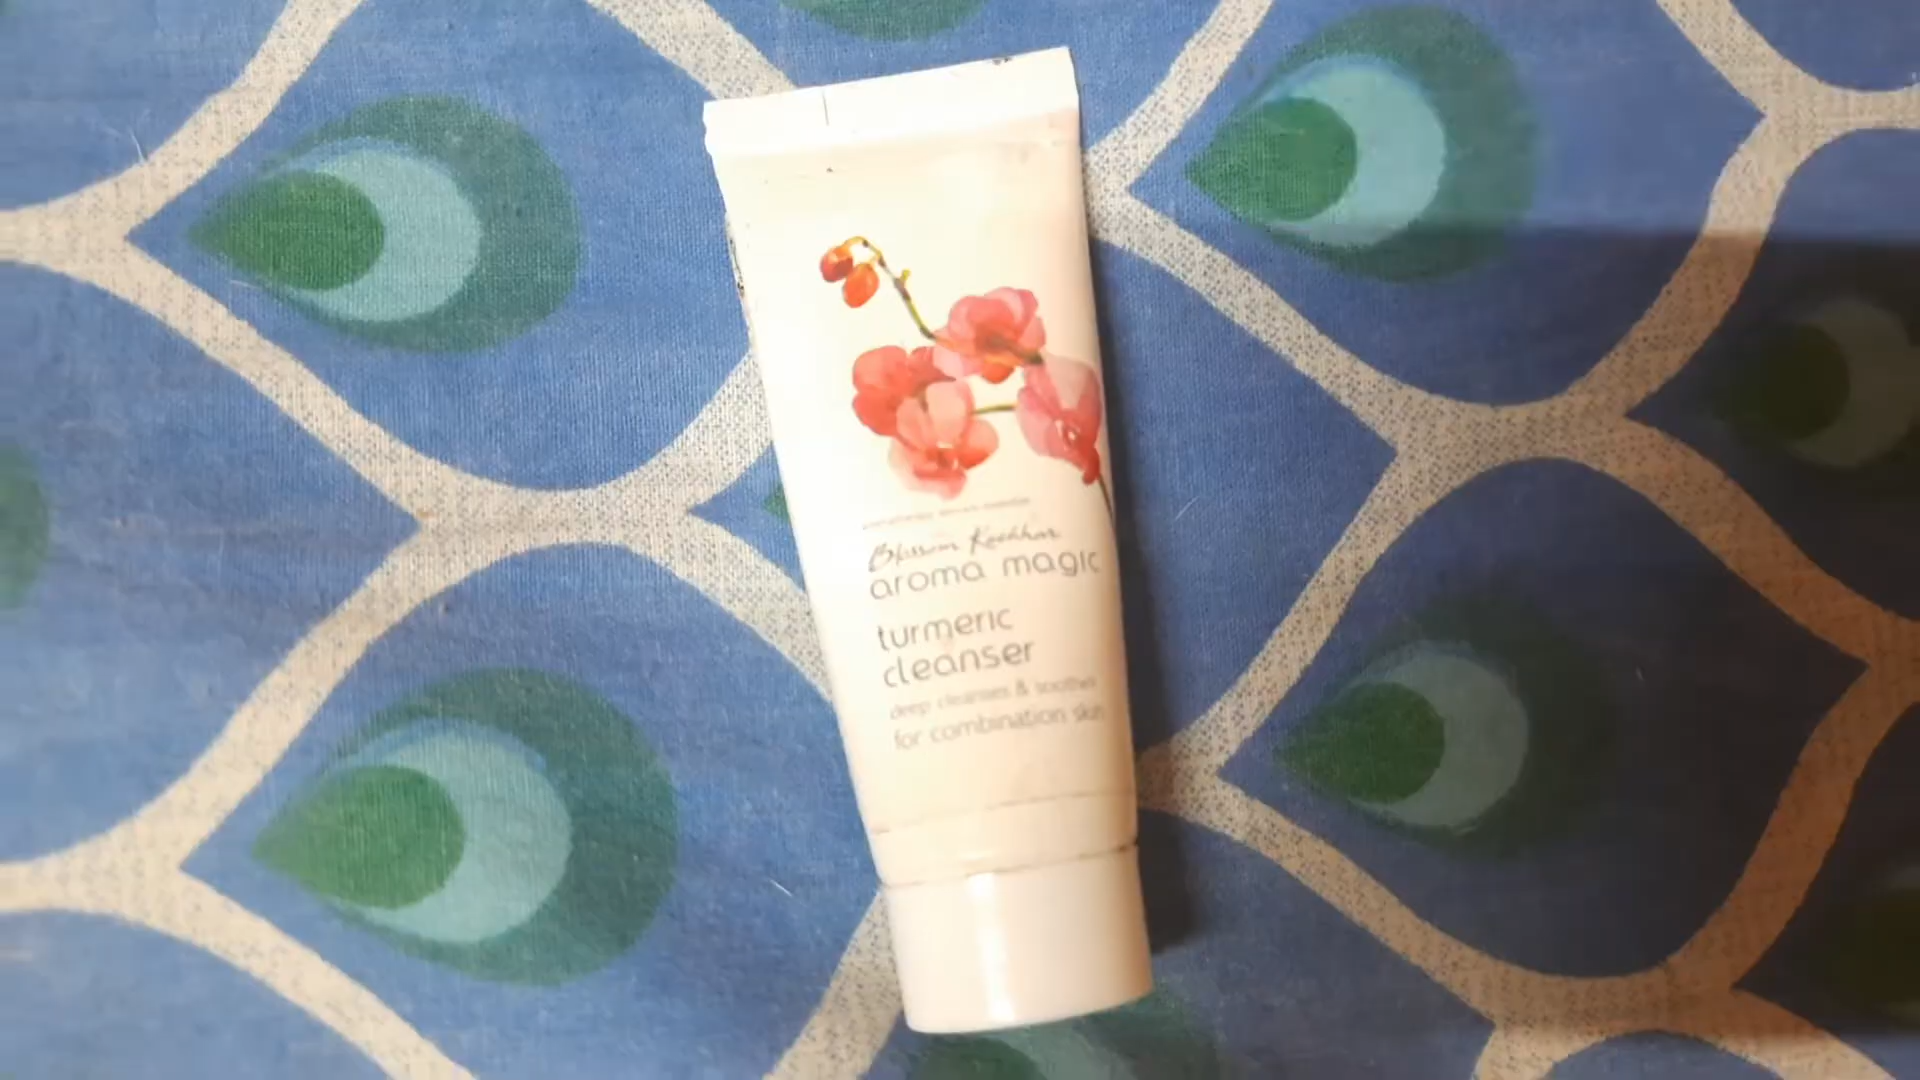 Blossom Kochhar
aroma magic
turmeric
cleanser
deep cleanses & soothes
for combination skin